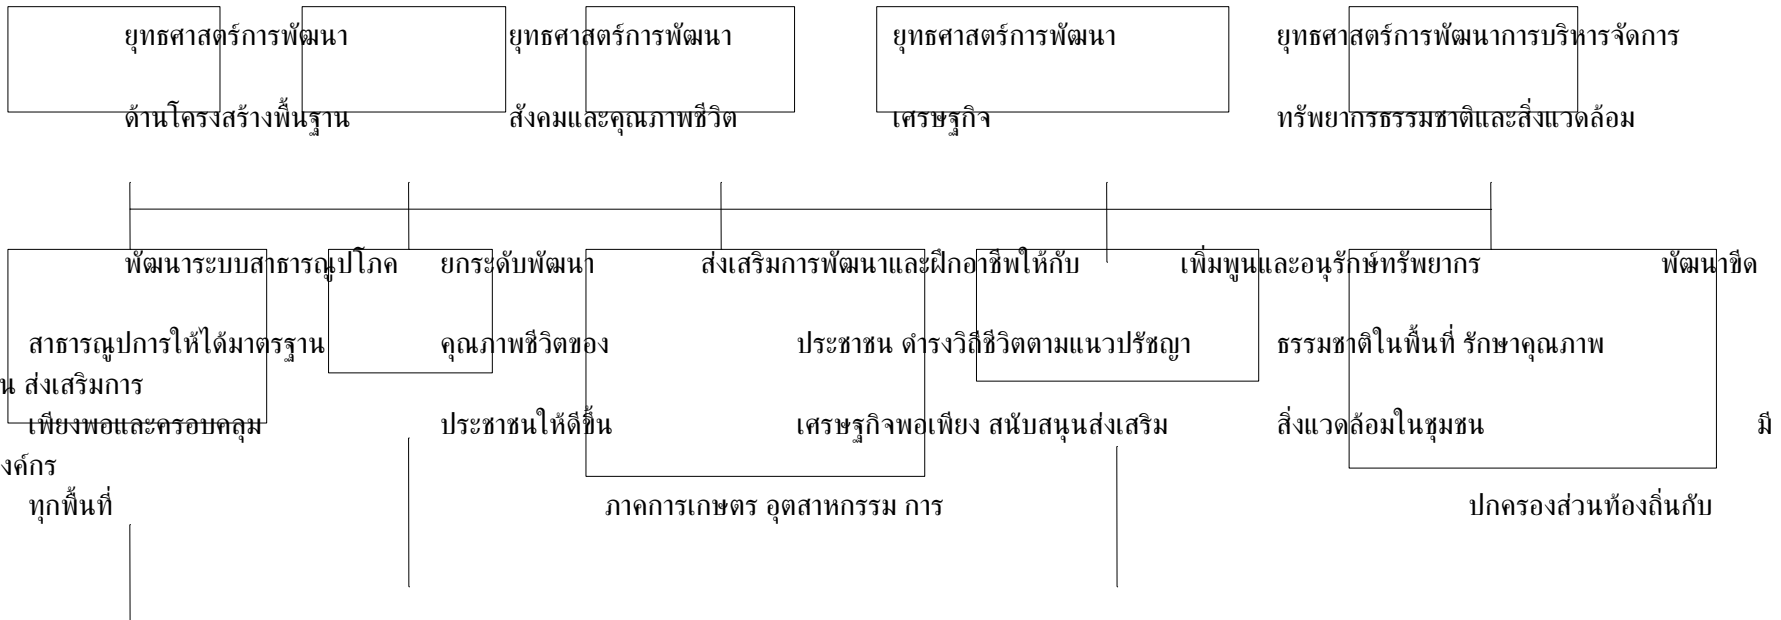 ยุทธศาสตร์การพัฒนา ยุทธศาสตร์การพัฒนา ยุทธศาสตร์การพัฒนา ยุทธศาสตร์การพัฒนาการบริหารจัดการ
ด้านโครงสร้างพื้นฐาน สังคมและคุณภาพชีวิต เศรษฐกิจ ทรัพยากรธรรมชาติและสิ่งแวดล้อม
พัฒนาระบบสาธารณูปโภค ยกระดับพัฒนา ส่งเสริมการพัฒนาและฝึกอาชีพให้กับ เพิ่มพูนและอนุรักษ์ทรัพยากร พัฒนาขีด
สาธารณูปการให้ได้มาตรฐาน คุณภาพชีวิตของ ประชาชน ดำรงวิถีชีวิตตามแนวปรัชญา ธรรมชาติในพื้นที่ รักษาคุณภาพ
น ส่งเสริมการ
เพียงพอและครอบคลุม ประชาชนให้ดีขึ้น เศรษฐกิจพอเพียง สนับสนุนส่งเสริม สิ่งแวดล้อมในชุมชน มี
งค์กร
ทุกพื้นที่ ภาคการเกษตร อุตสาหกรรม การ ปกครองส่วนท้องถิ่นกับ